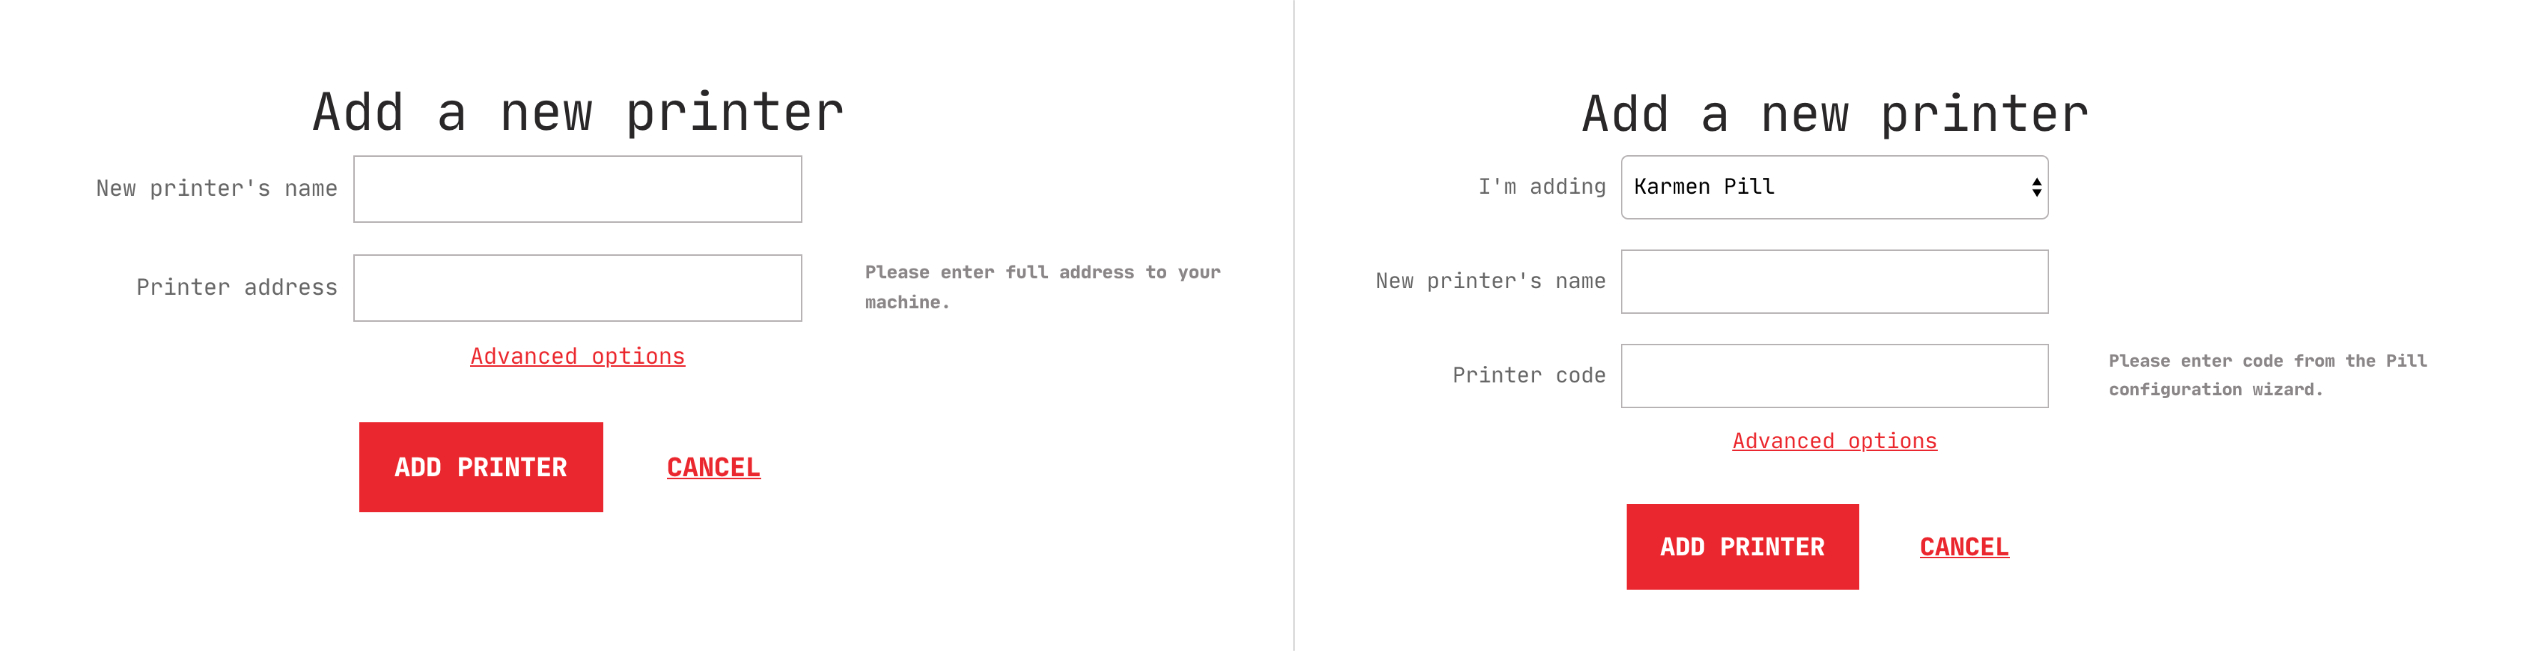 Add a new printer
New printer's name
Printer address
Please enter full address to your
machine.
Advanced options
ADD PRINTER
CANCEL
Add a new printer
I'm adding
Karmen Pill
New printer's name
Printer code
Please enter code from the Pill
configuration wizard.
Advanced options
ADD PRINTER
CANCEL